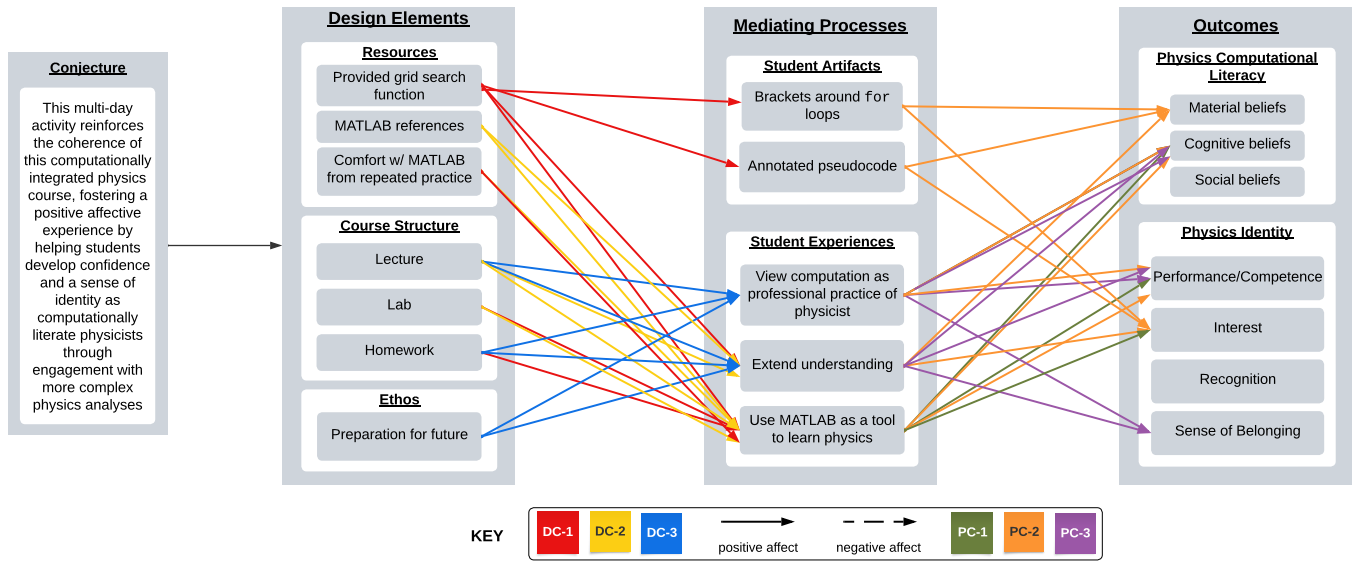 Conjecture
This multi-day
activity reinforces
the coherence of
this computationally
integrated physics
course, fostering a
positive affective
experience by
helping students
develop confidence
and a sense of
identity as
computationally
literate physicists
through
engagement with
more complex
physics analyses
Design Elements
Resources
Provided grid search
function
MATLAB references
Comfort w/ MATLAB
from repeated practice
Course Structure
Lecture
Lab
Homework
Ethos
Preparation for future
Mediating Processes
Student Artifacts
Brackets around for
loops
Annotated pseudocode
Student Experiences
View computation as
professional practice of
physicist
Extend understanding
Use MATLAB as a tool
to learn physics
Outcomes
Physics Computational
Literacy
Material beliefs
Cognitive beliefs
Social beliefs
Physics Identity
Performance/Competence
Interest
Recognition
Sense of Belonging
KEY
DC-1
DC-2
DC-3
positive affect
negative affect
PC-1
PC-2
PC-3